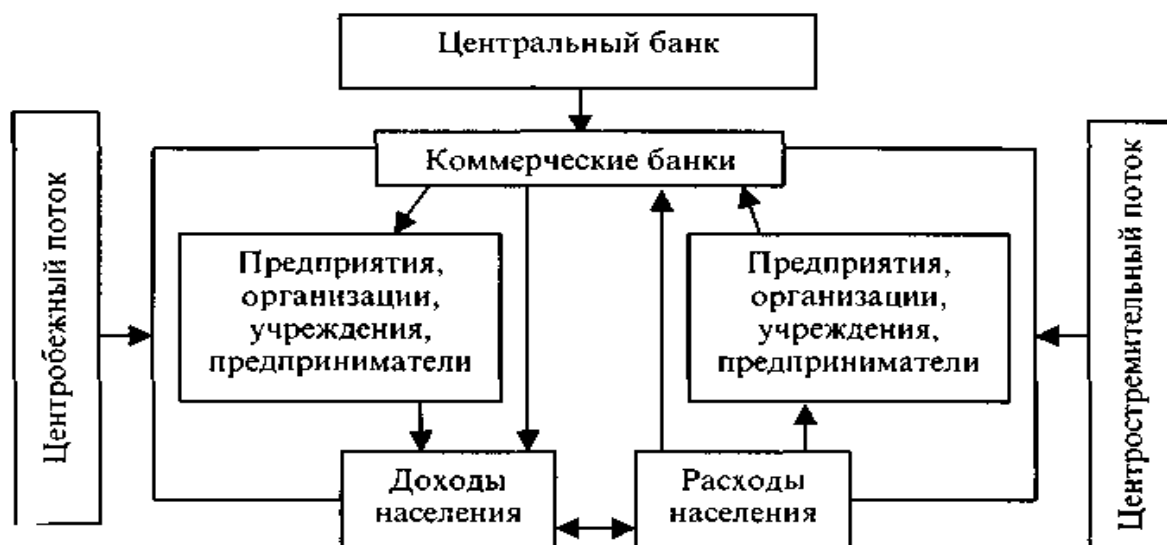 Центральный банк
Коммерческие банки
Центробежный поток
Предприятия,
организации,
учреждения,
предприниматели
Предприятия,
организации,
учреждения,
предприниматели
Центростремительный поток
Доходы
населения
Расходы
населения